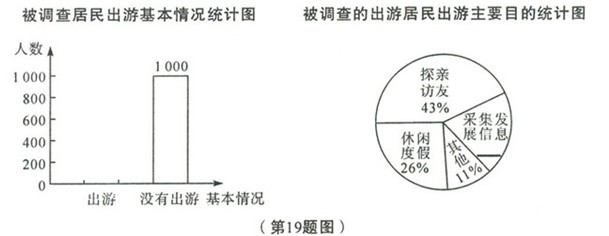 被调查居民出游基本情况统计图
人数
1 000
1 000
800
600
400
200
0
出游
没有出游
基本情况
被调查的出游居民出游主要目的统计图
探亲
访友
43%
采集发
展信息
休闲
度假
26%
其他
11%
（第19题图）